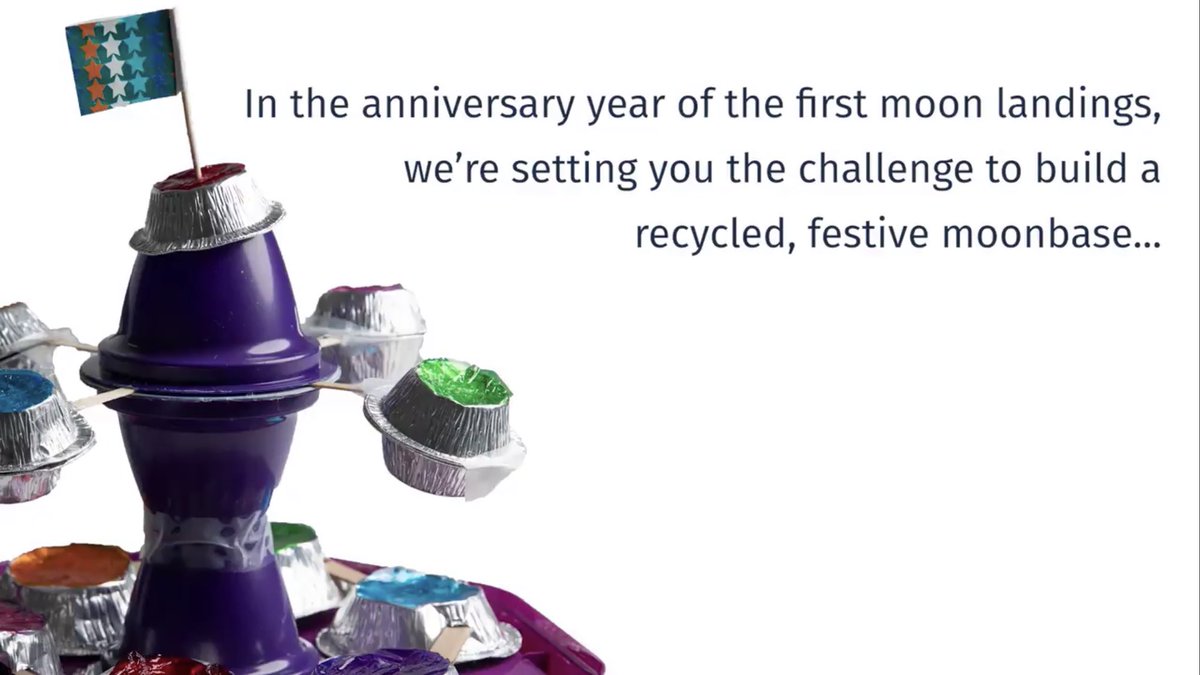 In the anniversary year of the first moon landings,
we’re setting you the challenge to build a
recycled, festive moonbase...